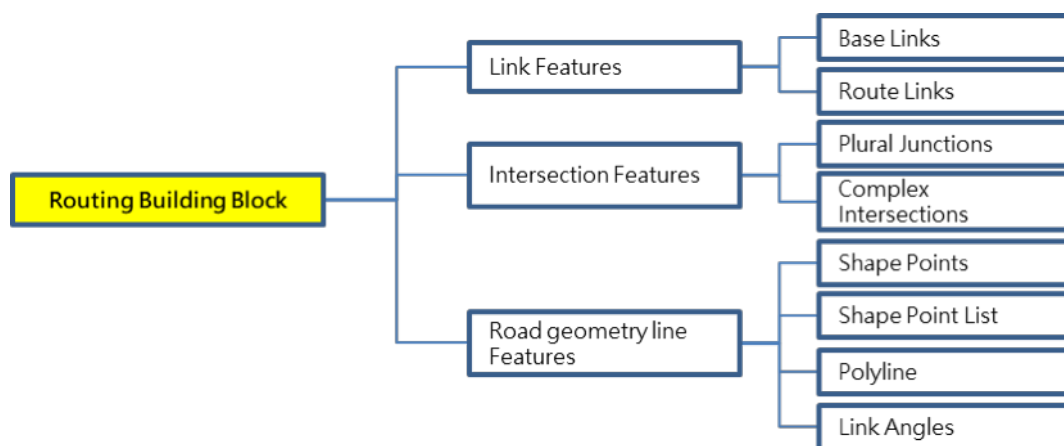 Routing Building Block
Link Features
Base Links
Route Links
Intersection Features
Plural Junctions
Complex
Intersections
Road geometry line
Features
Shape Points
Shape Point List
Polyline
Link Angles